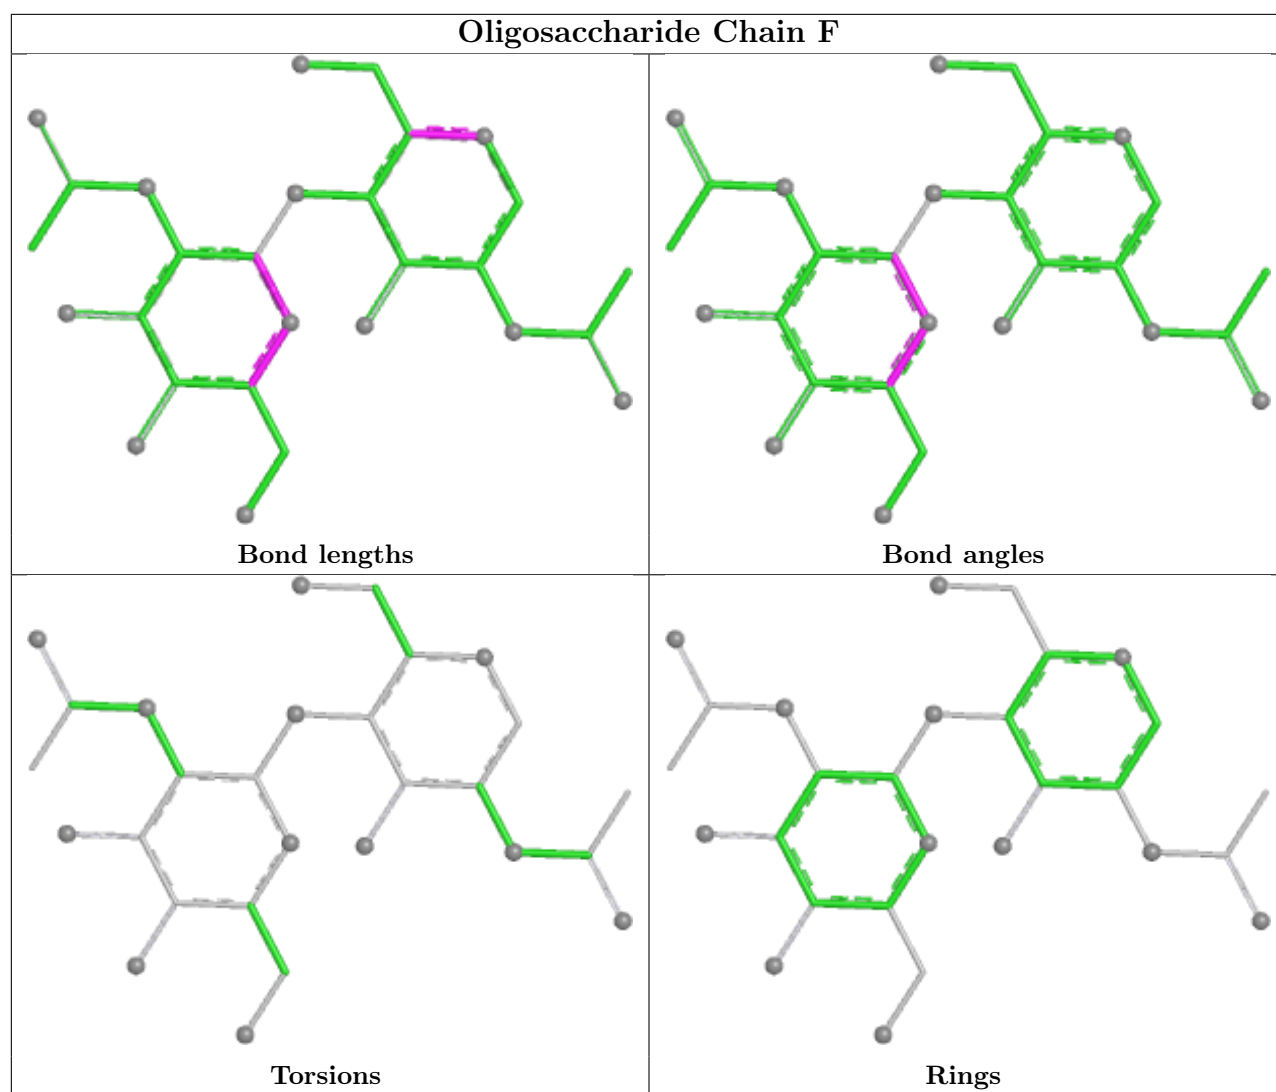 Oligosaccharide Chain F
Bond lengths
Bond angles
Torsions
Rings